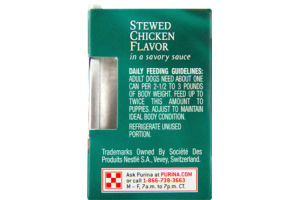 STEWED
CHICKEN
FLAVOR
in a savory sauce
DAILY FEEDING GUIDELINES:
ADULT DOGS NEED ABOUT ONE
CAN PER 2-1/2 TO 3 POUNDS
OF BODY WEIGHT. FEED UP TO
TWICE THIS AMOUNT TO
PUPPIES. ADJUST TO MAINTAIN
IDEAL BODY CONDITION.
REFRIGERATE UNUSED
PORTION.
Trademarks Owned By Société Des
Produits Nestlé S.A., Vevey, Switzerland.
Ask Purina at PURINA.COM
or call 1-866-738-3663
M – F, 7a.m. to 7p.m. CT.